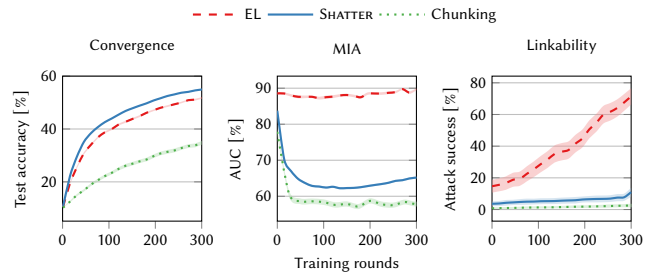 EL SHATTER Chunking
Convergence
Test accuracy [%]
60
40
20
0 100 200 300
MIA
AUC [%]
90
80
70
60
0 100 200 300
Training rounds
Linkability
Attack success [%]
80
60
40
20
0
0 100 200 300